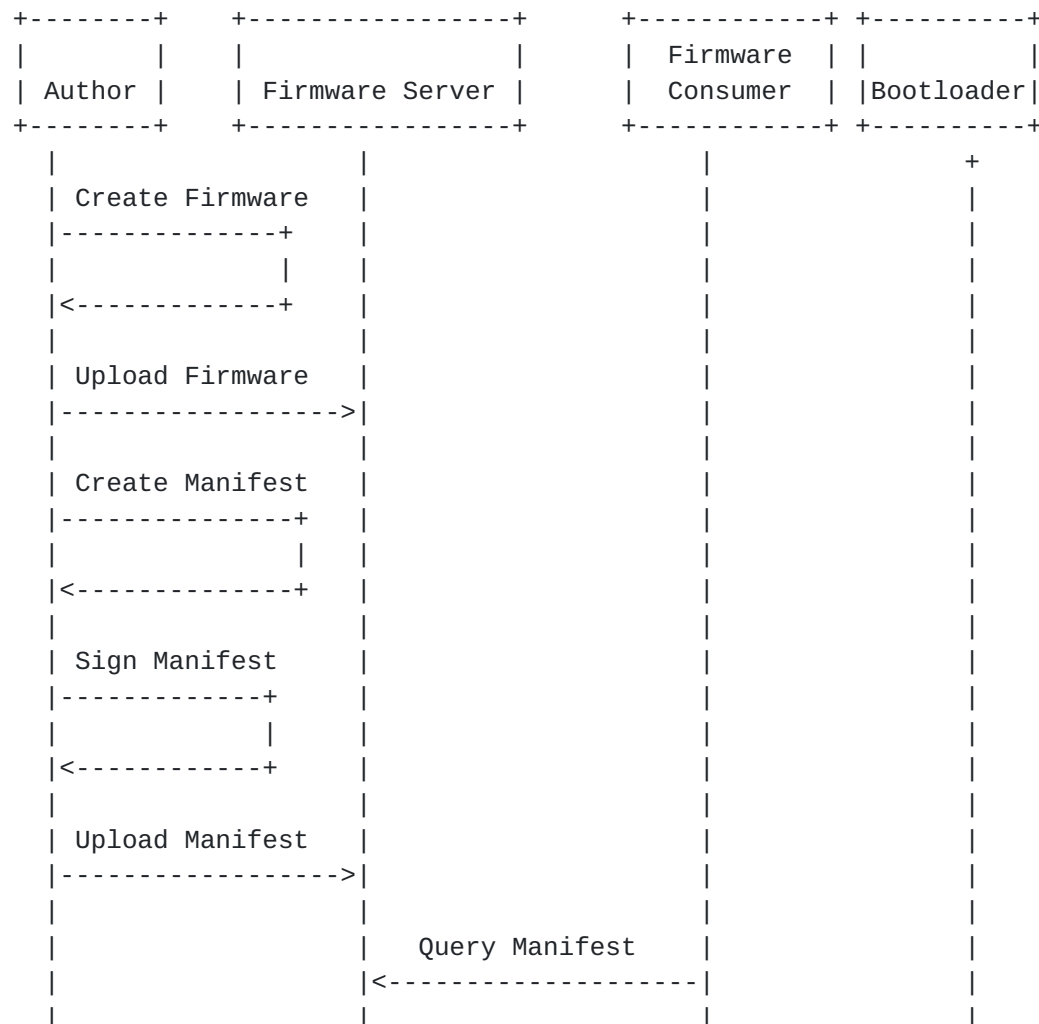 +--------+    +-----------------+      +------------+ +----------+
|        |    |                 |      |  Firmware  | |          |
| Author |    | Firmware Server |      |  Consumer  | |Bootloader|
+--------+    +-----------------+      +------------+ +----------+
  |                   |                     |                +
  | Create Firmware   |                     |                |
  |--------------+    |                     |                |
  |              |    |                     |                |
  |<-------------+    |                     |                |
  |                   |                     |                |
  | Upload Firmware   |                     |                |
  |------------------>|                     |                |
  |                   |                     |                |
  | Create Manifest   |                     |                |
  |---------------+   |                     |                |
  |               |   |                     |                |
  |<--------------+   |                     |                |
  |                   |                     |                |
  | Sign Manifest     |                     |                |
  |-------------+     |                     |                |
  |             |     |                     |                |
  |<------------+     |                     |                |
  |                   |                     |                |
  | Upload Manifest   |                     |                |
  |------------------>|                     |                |
  |                   |                     |                |
  |                   |   Query Manifest    |                |
  |                   |<--------------------|                |
  |                   |                     |                |